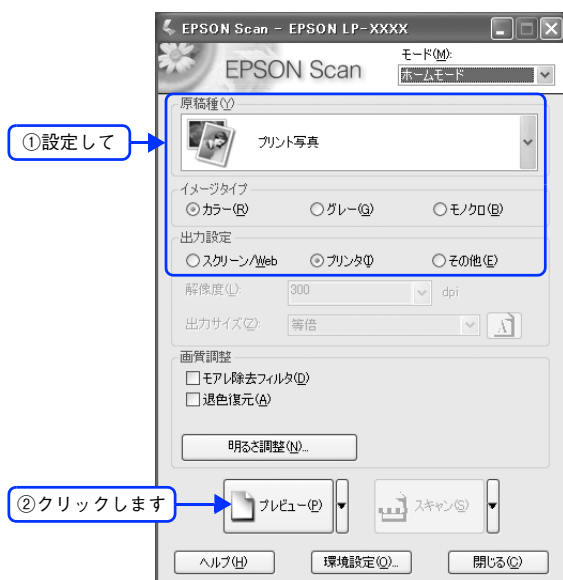 EPSON Scan - EPSON LP-XXXX
EPSON Scan
モード(M):
ホームモード
原稿種(Y)
①設定して
プリント写真
イメージタイプ
カラー(R) グレー(G) モノクロ(B)
出力設定
スクリーン/Web プリンタ(I) その他(E)
解像度(L): 300 dpi
出力サイズ(Z): 等倍
画質調整
モアレ除去フィルタ(D)
退色復元(A)
明るさ調整(N)...
②クリックします
プレビュー(P) スキャン(S)
ヘルプ(H) 環境設定(O)... 閉じる(C)